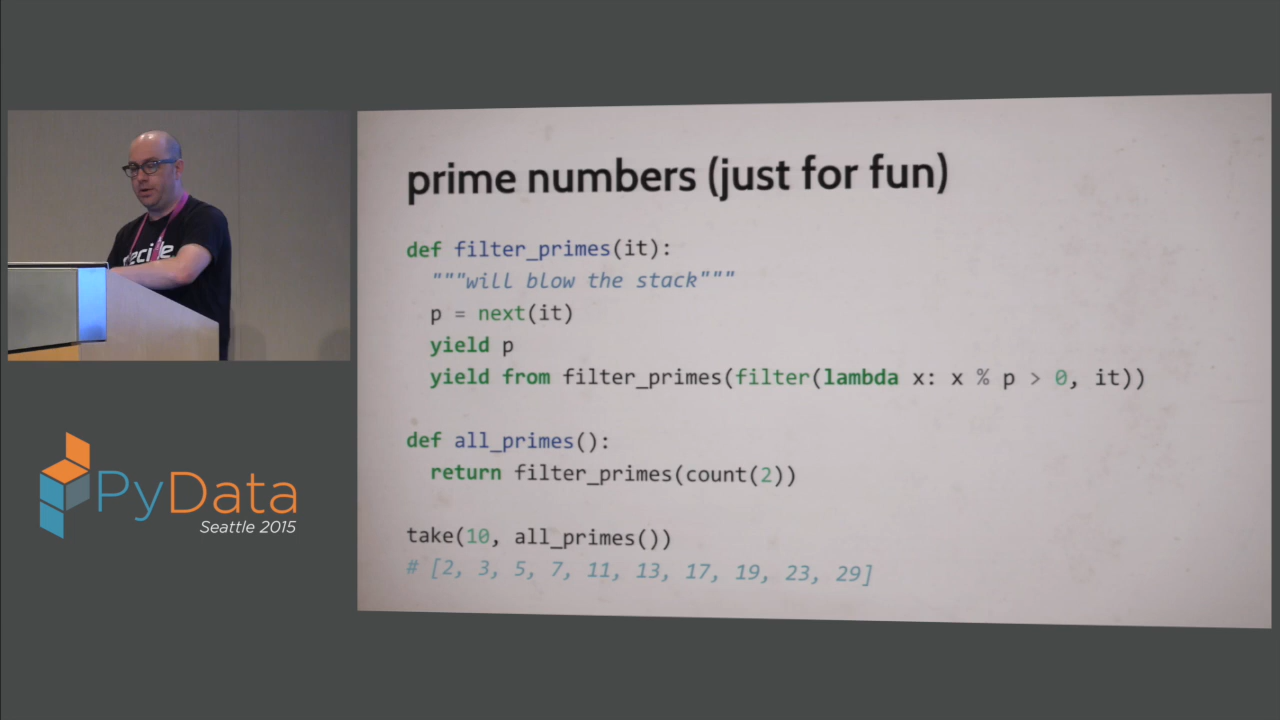 prime numbers (just for fun)
def filter_primes(it):
"""will blow the stack"""
p = next(it)
yield p
yield from filter_primes(filter(lambda x: x % p > 0, it))
def all_primes():
return filter_primes(count(2))
take(10, all_primes())
# [2, 3, 5, 7, 11, 13, 17, 19, 23, 29]
PyData
Seattle 2015